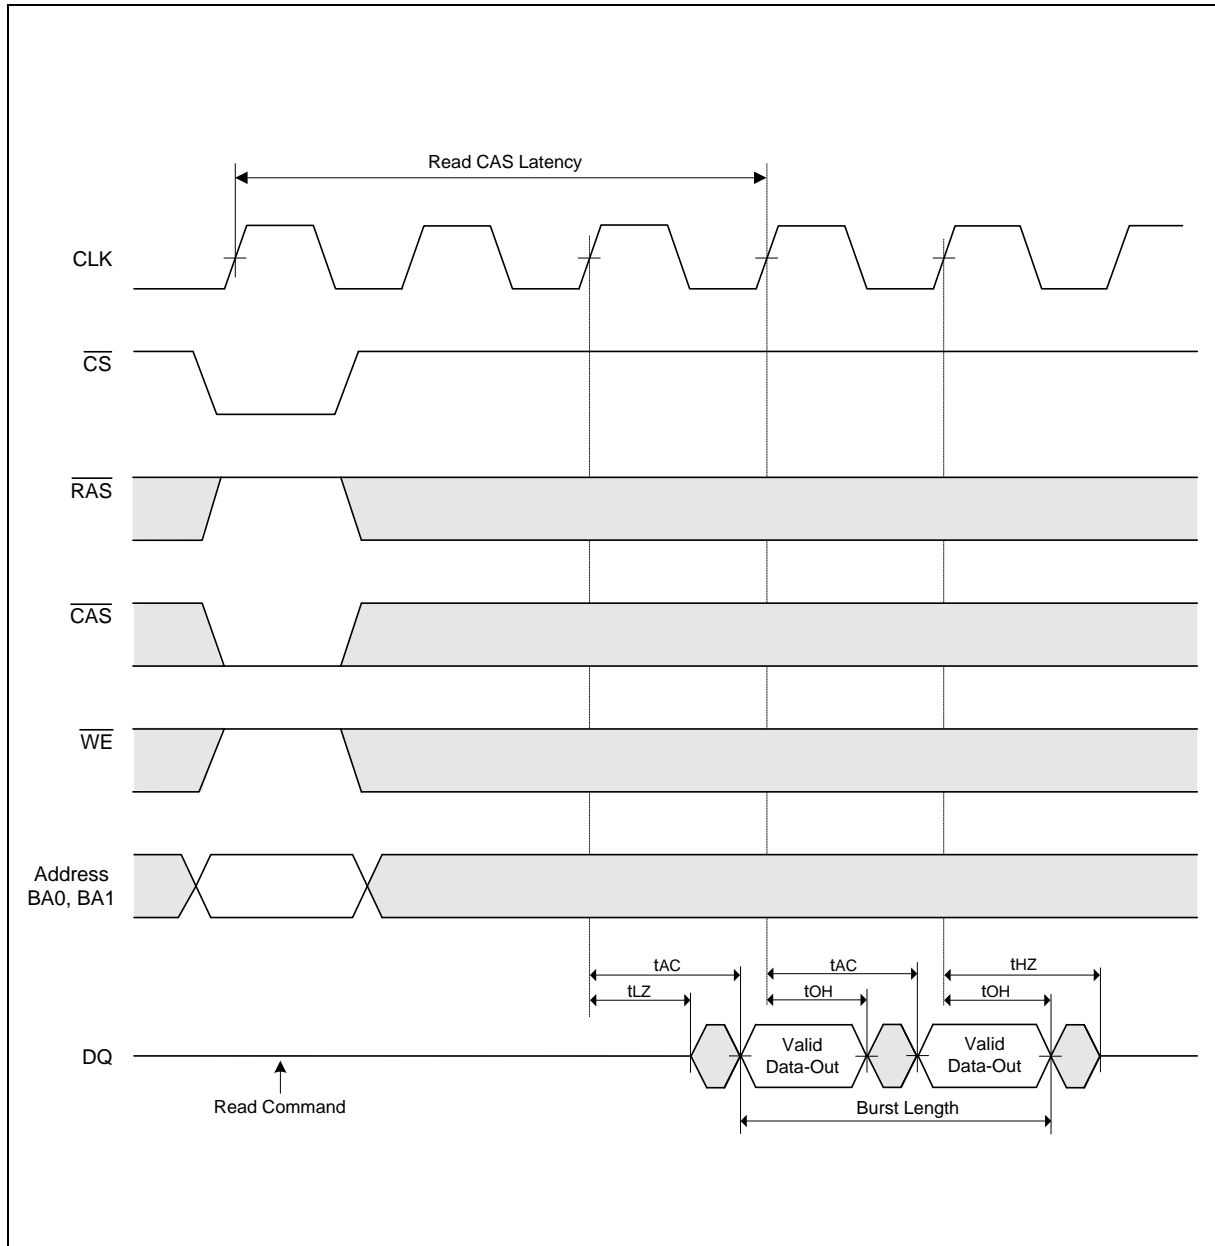 Read CAS Latency
CLK
CS
RAS
CAS
WE
Address
BA0, BA1
tAC
tAC
tHZ
tLZ
tOH
tOH
Valid
Data-Out
Valid
Data-Out
DQ
Read Command
Burst Length